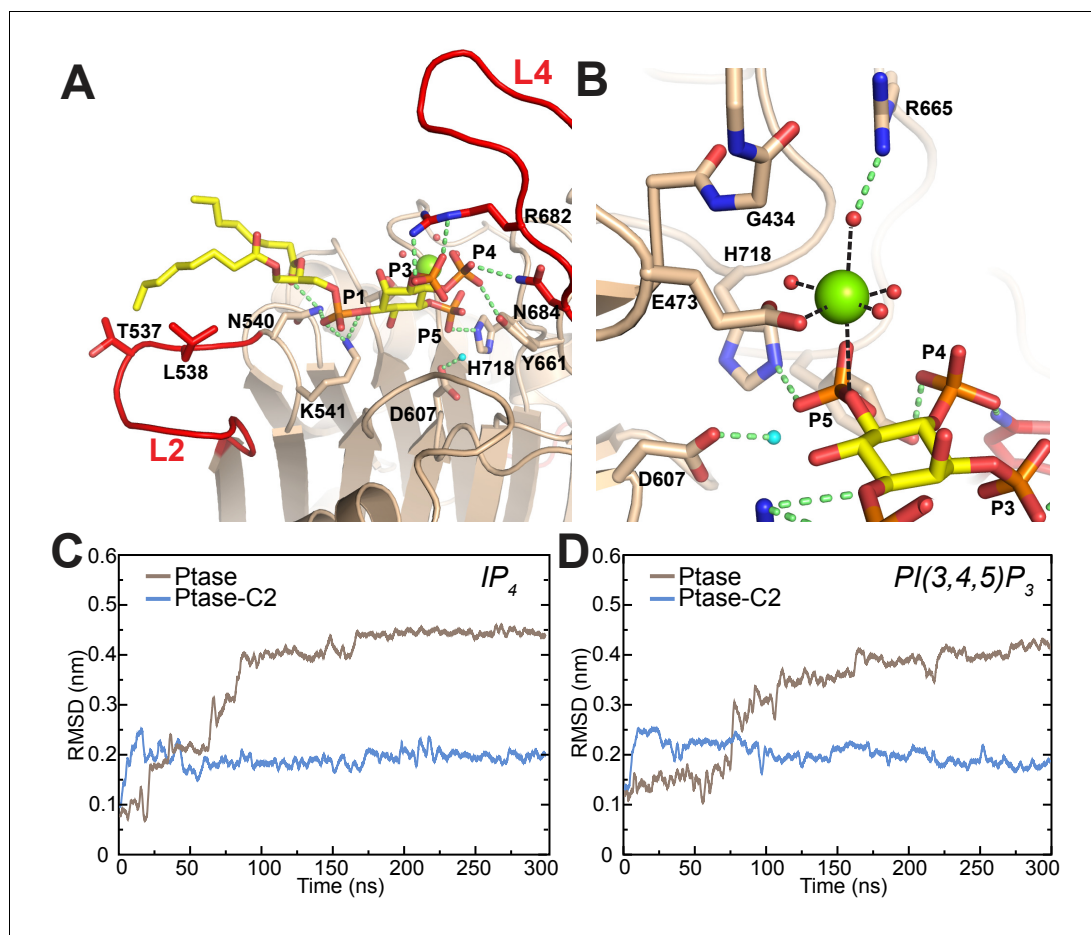 A
L4
R682
P3
P4
P1
N540
N684
T537
P5
L538
H718
Y661
K541
D607
L2
B
R665
G434
H718
E473
P4
P5
D607
P3
C
0.6
Ptase
IP4
Ptase-C2
0.5
0.4
RMSD (nm)
0.3
0.2
0.1
0
0 50 100 150 200 250 300
Time (ns)
D
0.6
Ptase
PI(3,4,5)P3
Ptase-C2
0.5
0.4
RMSD (nm)
0.3
0.2
0.1
0
0 50 100 150 200 250 300
Time (ns)